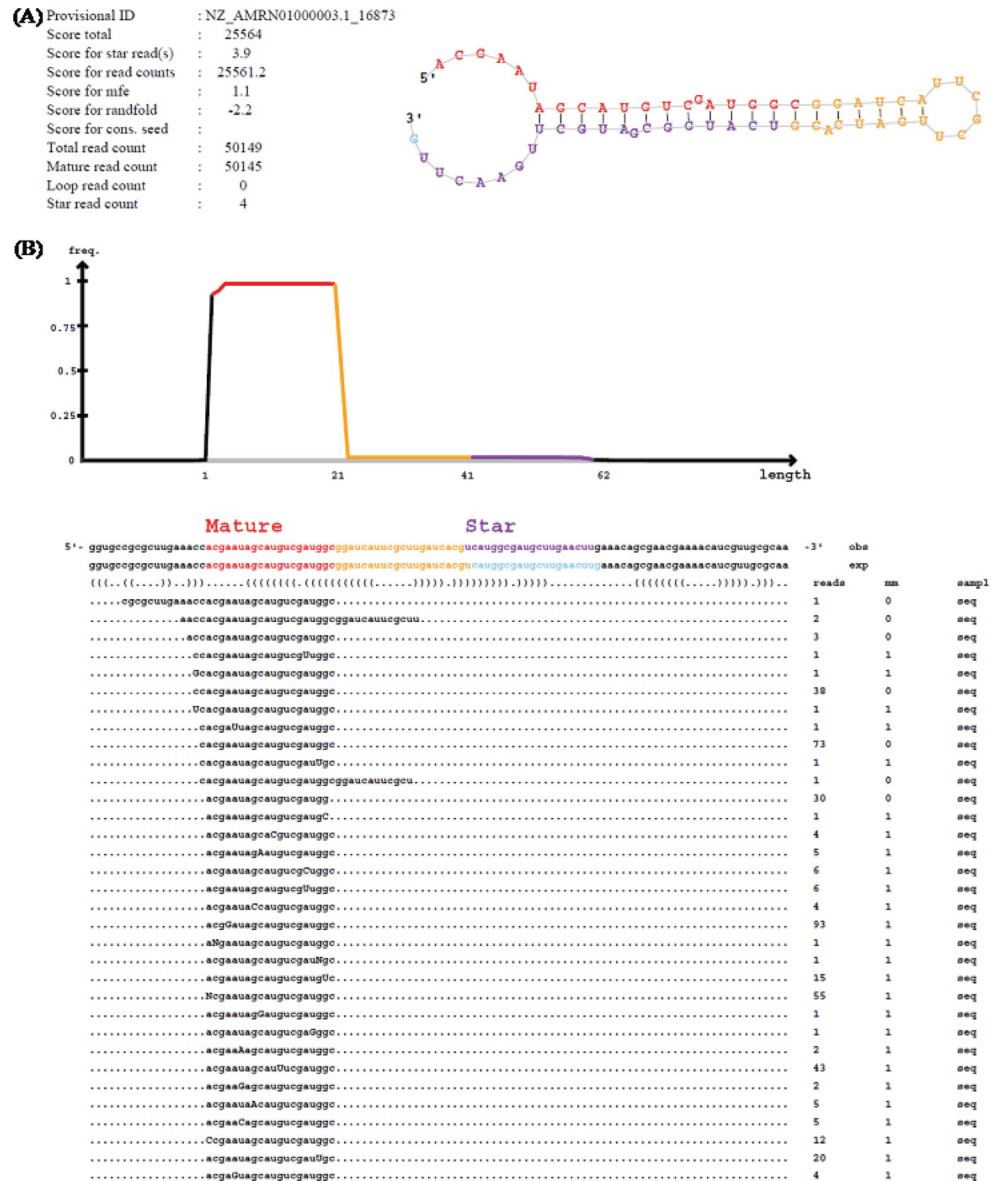 (A) Provisional ID : NZ_AMRN01000003.1_16873
Score total : 25564
Score for star read(s) : 3.9
Score for read counts : 25561.2
Score for mfe : 1.1
Score for randfold : -2.2
Score for cons. seed :
Total read count : 50149
Mature read count : 50145
Loop read count : 0
Star read count : 4
5' A C G A A U A G C A U G U C G A U G G C G G A U C A U U C G C U U G A U C A C G U C A U G G C G A U G C U U G A A C U U G 3'
(B) freq.
1
0.75
0.5
0.25
0
1 21 41 62 length
Mature Star
5'- ggugccgcgcuugaaaccacgaauagcaugucgauggcggaucauucgcuugaucacgucauggcgaugcuugaacuugaaacagcgaacgaaaacaucguugcgcaa -3' obs
ggugccgcgcuugaaaccacgaauagcaugucgauggcggaucauucgcuugaucacgucauggcgaugcuugaacuugaaacagcgaacgaaaacaucguugcgcaa exp
reads mm sampl
.....cgcgcuugaaaccacgaauagcaugucgauggc...................................................................... 1 0 seq
..............aaccacgaauagcaugucgauggcggaucauucgcuu......................................................... 2 0 seq
...............accacgaauagcaugucgauggc...................................................................... 3 0 seq
................ccacgaauagcaugucgUuggc...................................................................... 1 1 seq
................Gcacgaauagcaugucgauggc...................................................................... 1 1 seq
................ccacgaauagcaugucgauggc...................................................................... 38 0 seq
................Ucacgaauagcaugucgauggc...................................................................... 1 1 seq
.................cacgaUuagcaugucgauggc...................................................................... 1 1 seq
.................cacgaauagcaugucgauggc...................................................................... 73 0 seq
.................cacgaauagcaugucgauUgc...................................................................... 1 1 seq
.................cacgaauagcaugucgauggcggaucauucgcu.......................................................... 1 0 seq
..................acgaauagcaugucgaugg....................................................................... 30 0 seq
..................acgaauagcaugucgaugC....................................................................... 1 1 seq
..................acgaauagcaCgucgauggc...................................................................... 4 1 seq
..................acgaauagAaugucgauggc...................................................................... 5 1 seq
..................acgaauagcaugucgCuggc...................................................................... 6 1 seq
..................acgaauagcaugucgUuggc...................................................................... 6 1 seq
..................acgaauaCcaugucgauggc...................................................................... 4 1 seq
..................acgGauagcaugucgauggc...................................................................... 93 1 seq
..................aNgaauagcaugucgauggc...................................................................... 1 1 seq
..................acgaauagcaugucgauNgc...................................................................... 1 1 seq
..................acgaauagcaugucgaugUc...................................................................... 15 1 seq
..................Ncgaauagcaugucgauggc...................................................................... 55 1 seq
..................acgaauagGaugucgauggc...................................................................... 1 1 seq
..................acgaauagcaugucgaGggc...................................................................... 1 1 seq
..................acgaaAagcaugucgauggc...................................................................... 2 1 seq
..................acgaauagcauUucgauggc...................................................................... 43 1 seq
..................acgaaGagcaugucgauggc...................................................................... 2 1 seq
..................acgaauaAcaugucgauggc...................................................................... 5 1 seq
..................acgaaCagcaugucgauggc...................................................................... 5 1 seq
..................Ccgaauagcaugucgauggc...................................................................... 12 1 seq
..................acgaauagcaugucgauUgc...................................................................... 20 1 seq
..................acgaGuagcaugucgauggc...................................................................... 4 1 seq